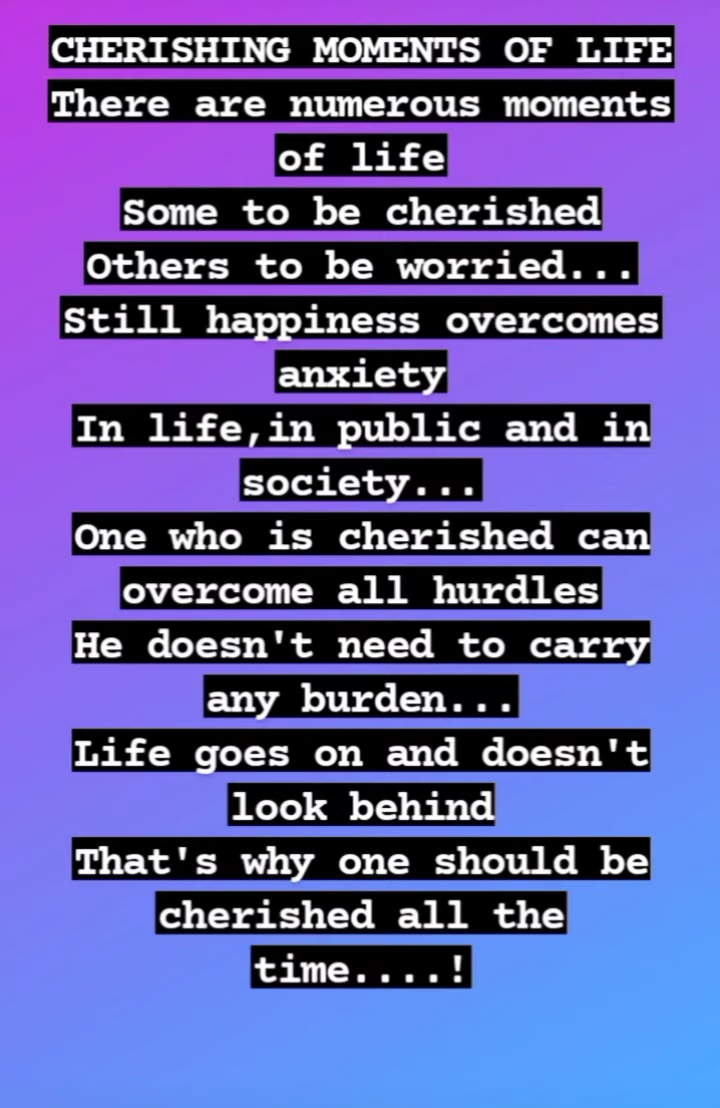 CHERISHING MOMENTS OF LIFE
There are numerous moments
of life
Some to be cherished
Others to be worried...
Still happiness overcomes
anxiety
In life,in public and in
society...
One who is cherished can
overcome all hurdles
He doesn't need to carry
any burden...
Life goes on and doesn't
look behind
That's why one should be
cherished all the
time....!